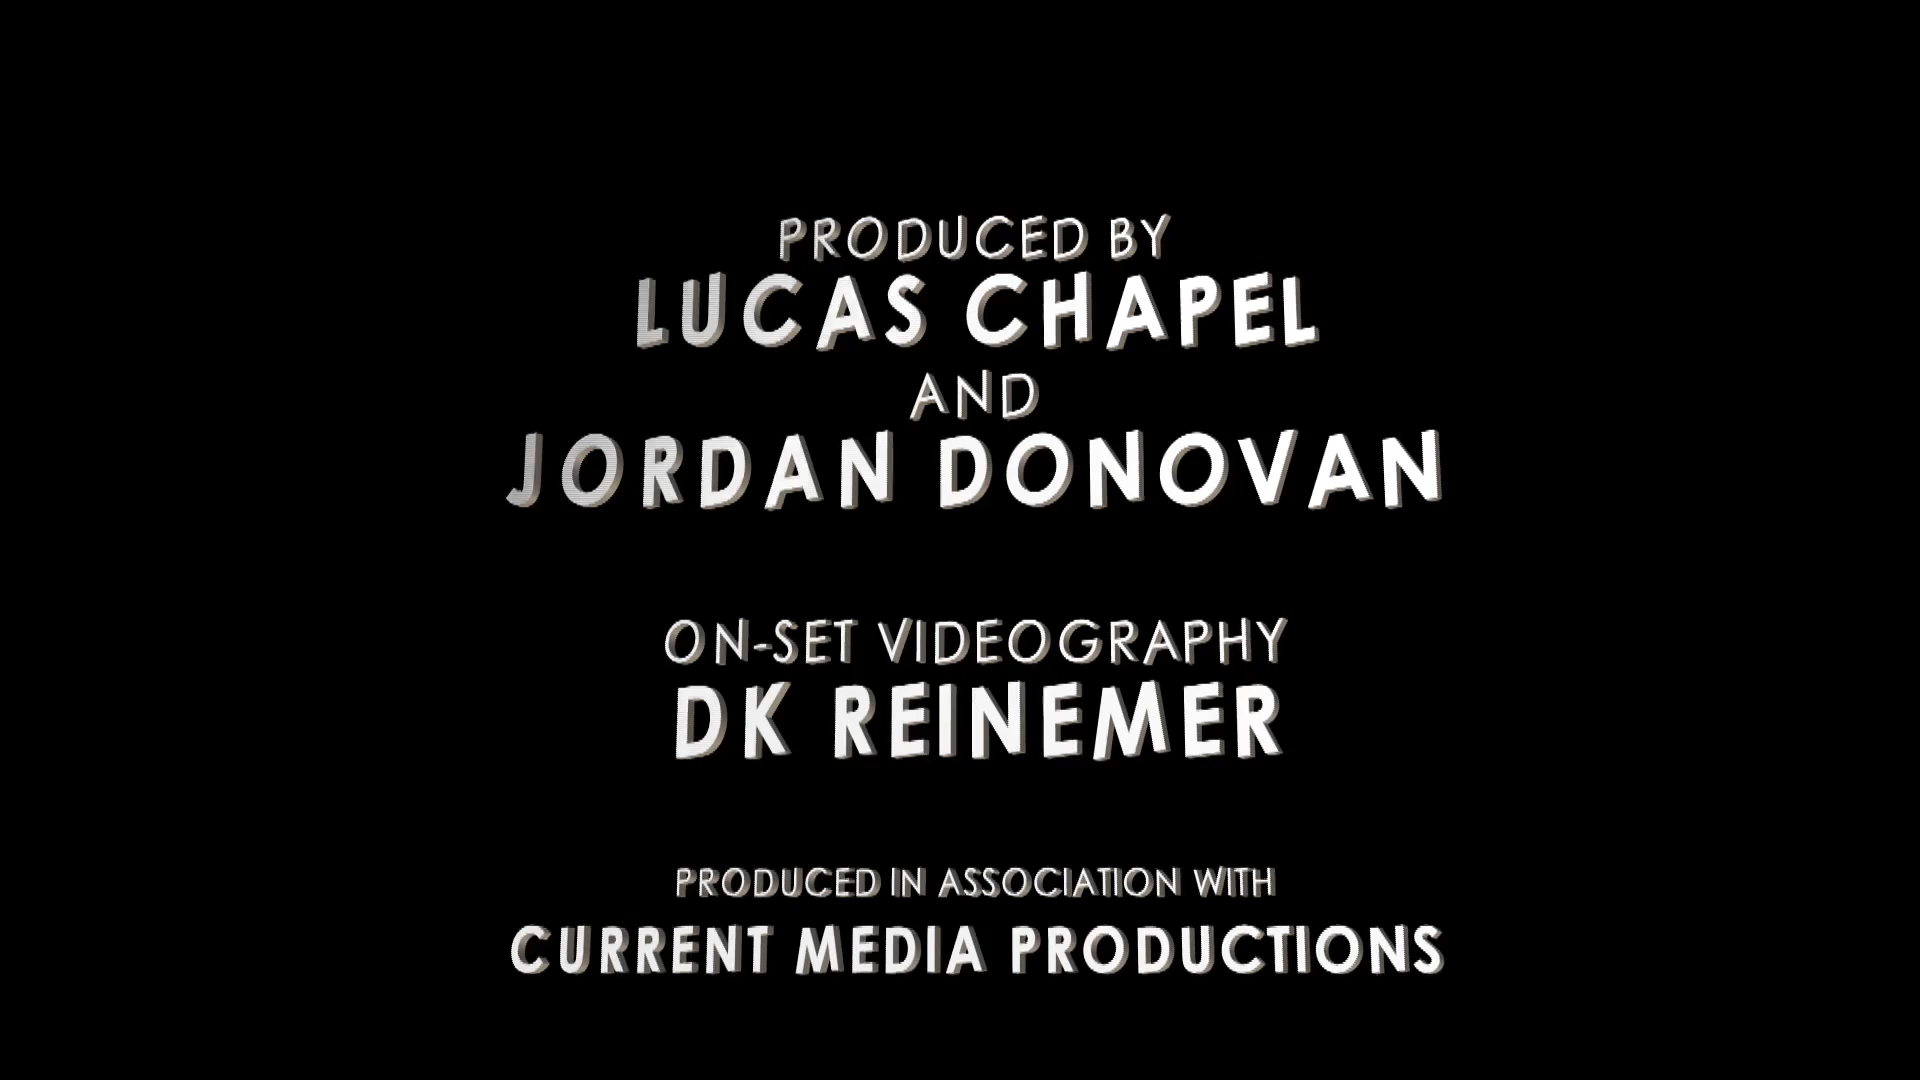 PRODUCED BY
LUCAS CHAPEL
AND
JORDAN DONOVAN
ON-SET VIDEOGRAPHY
DK REINEMER
PRODUCED IN ASSOCIATION WITH
CURRENT MEDIA PRODUCTIONS